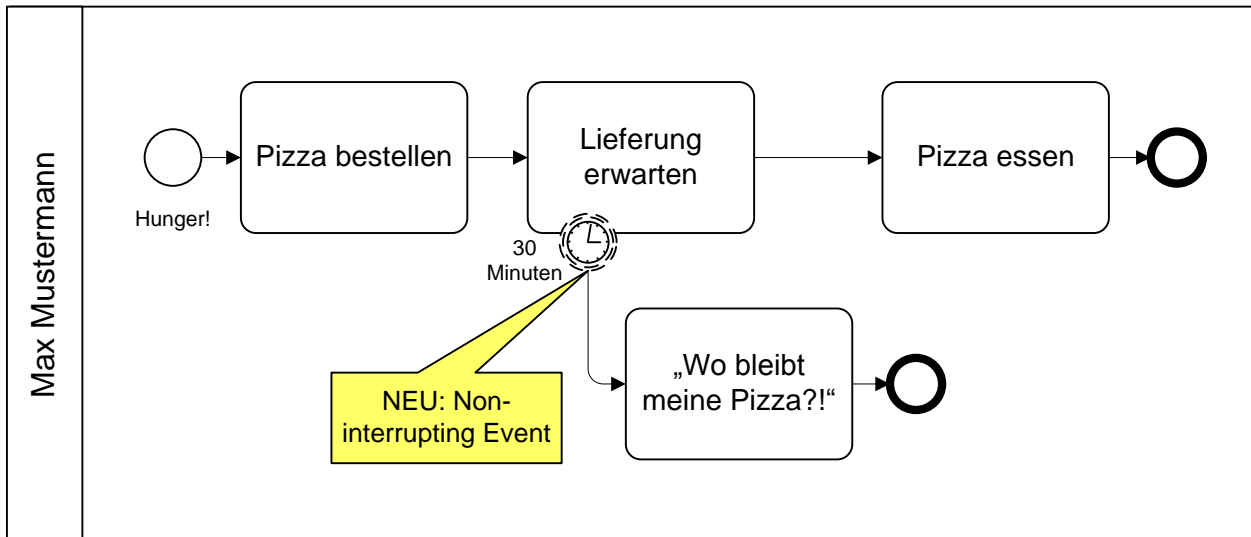 Max Mustermann
Hunger!
Pizza bestellen
Lieferung
erwarten
Pizza essen
30
Minuten
NEU: Non-
interrupting Event
„Wo bleibt
meine Pizza?!“